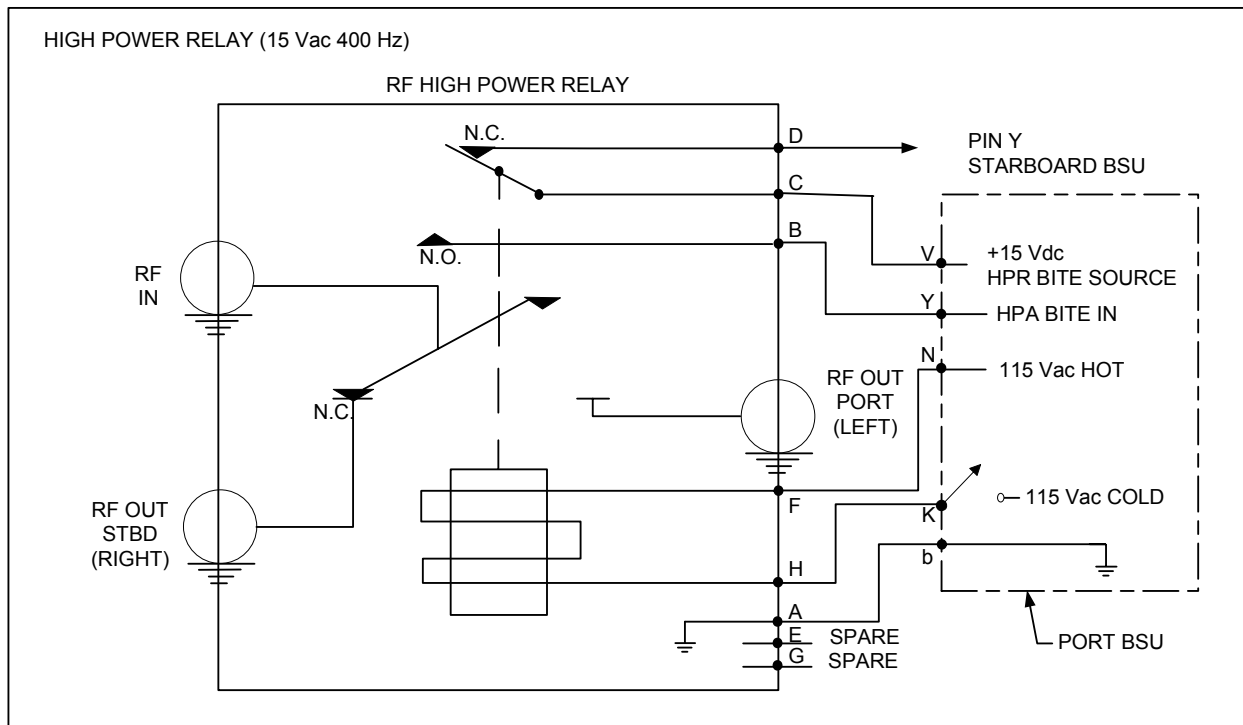 HIGH POWER RELAY (15 Vac 400 Hz)
RF HIGH POWER RELAY
N.C.
D
PIN Y
STARBOARD BSU
C
B
N.O.
V
+15 Vdc
HPR BITE SOURCE
RF
IN
Y
HPA BITE IN
N
115 Vac HOT
RF OUT
PORT
(LEFT)
N.C.
RF OUT
STBD
(RIGHT)
F
K
115 Vac COLD
b
H
A
E
SPARE
G
SPARE
PORT BSU